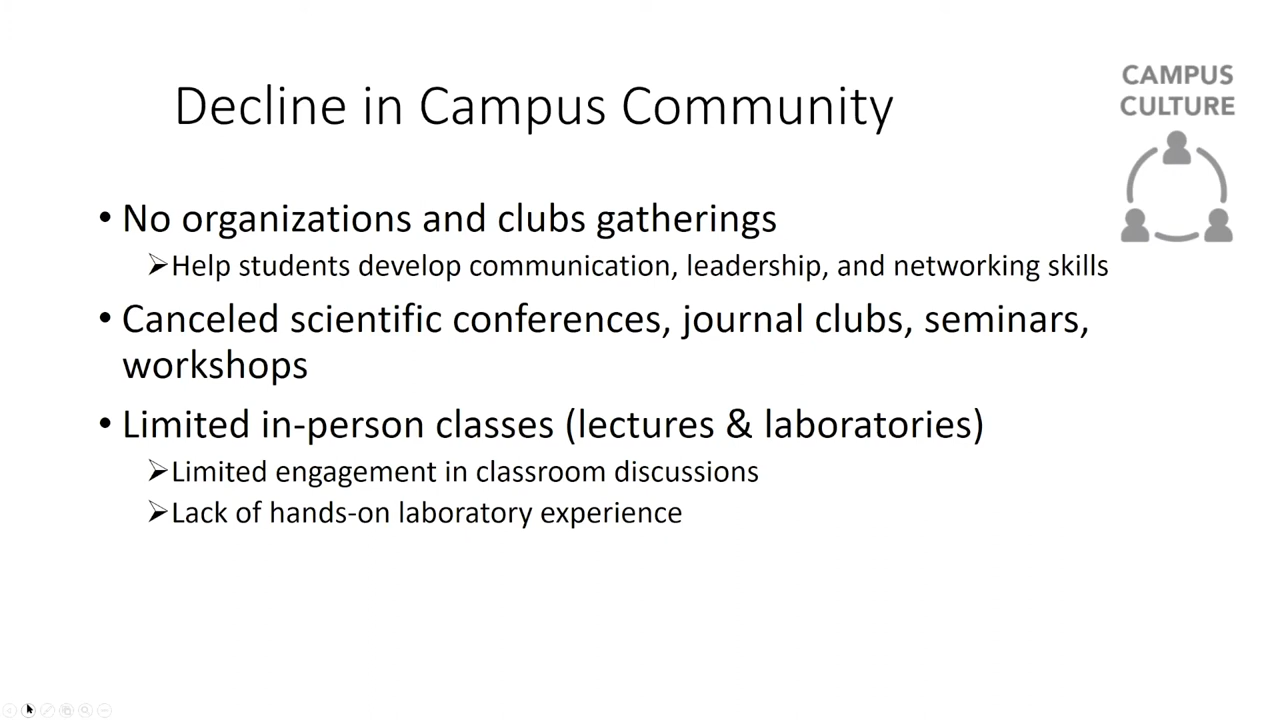 Decline in Campus Community
CAMPUS
CULTURE
• No organizations and clubs gatherings
➢Help students develop communication, leadership, and networking skills
• Canceled scientific conferences, journal clubs, seminars,
workshops
• Limited in-person classes (lectures & laboratories)
➢Limited engagement in classroom discussions
➢Lack of hands-on laboratory experience